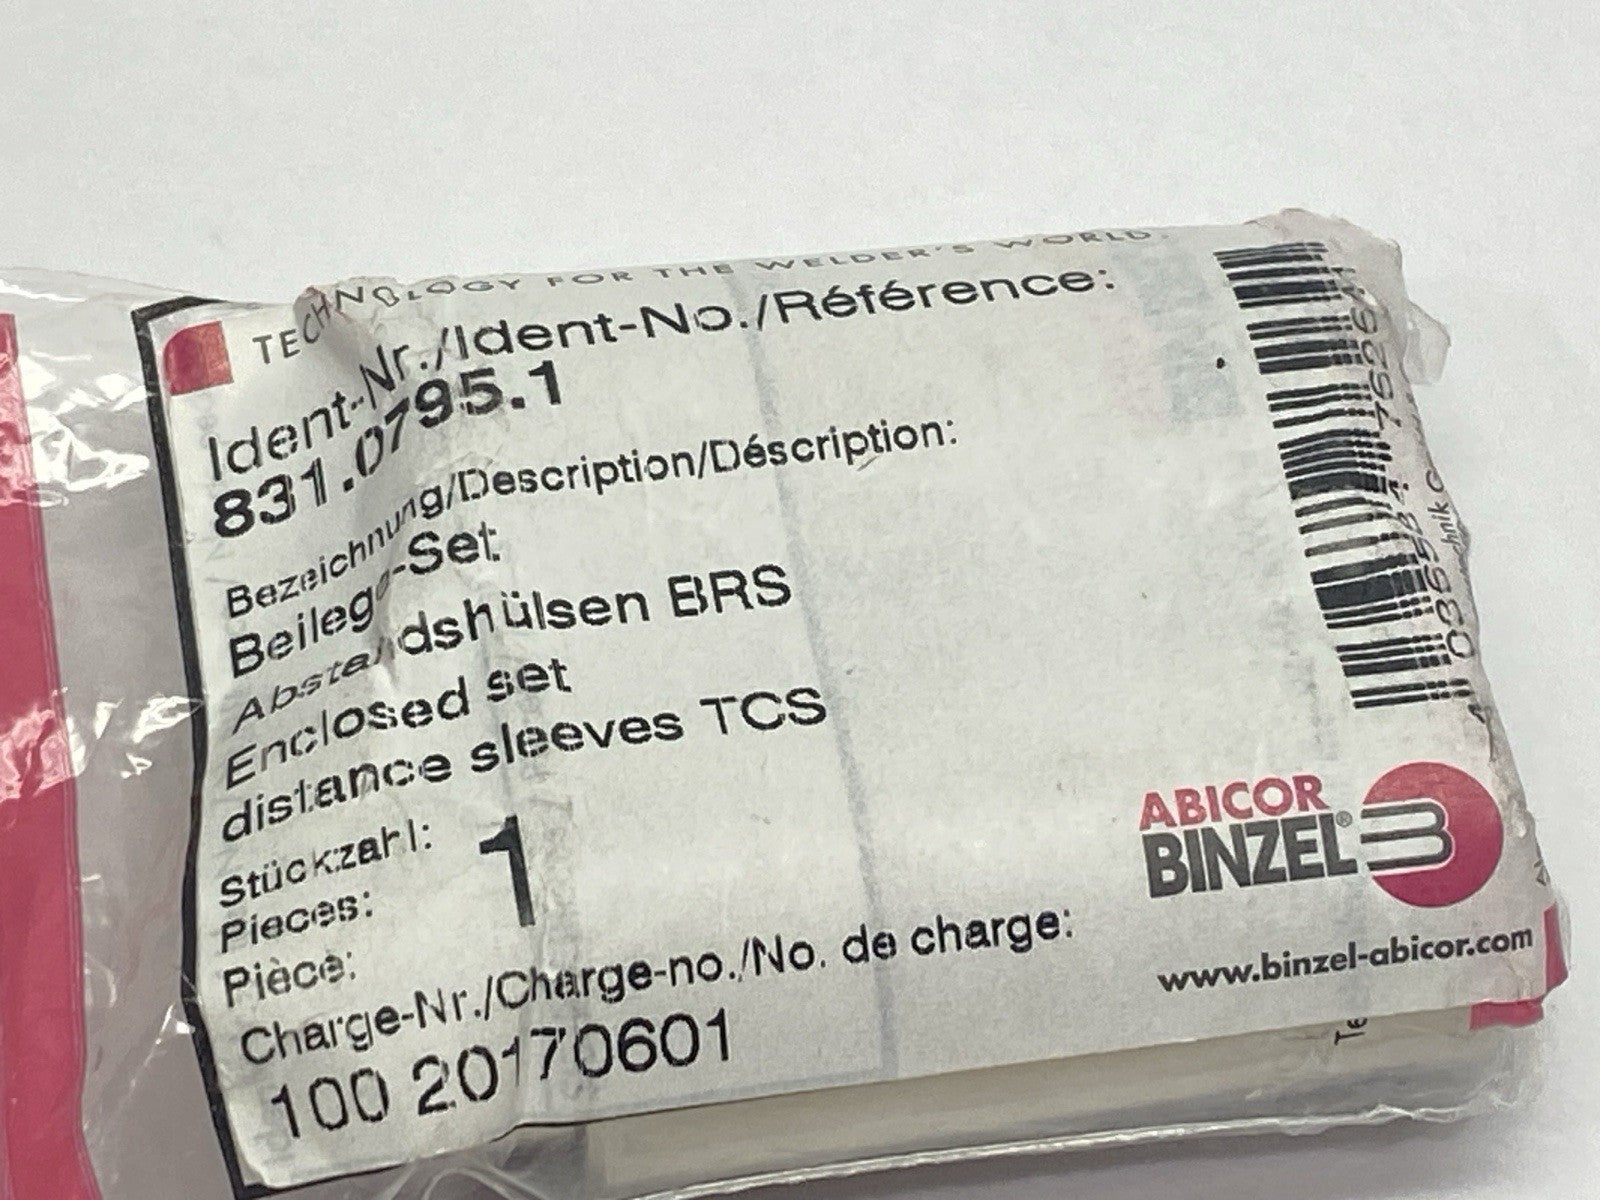 TECHNOLOGY FOR THE WELDER'S WORLD.
Ident-Nr./Ident-No./Référence:
831.0795.1
Bezeichnung/Description/Déscription:
Beilege-Set
Abstandshülsen BRS
Enclosed set
distance sleeves TCS
Stückzahl:
Pieces: 1
Pièce:
Charge-Nr./Charge-no./No. de charge:
100 20170601
ABICOR
BINZEL®
www.binzel-abicor.com